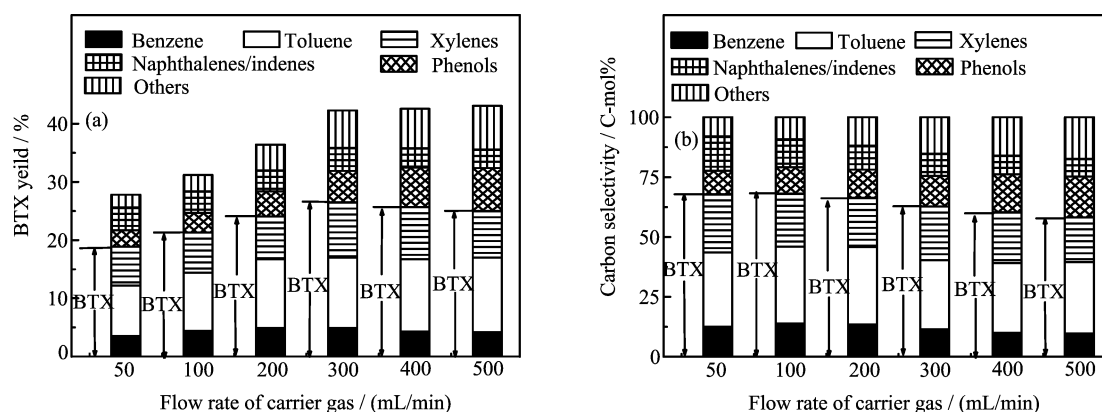 Benzene Toluene Xylenes
Naphthalenes/indenes Phenols
Others
(a)
BTX yeild / %
40
30
20
10
0
BTX BTX BTX BTX BTX BTX
50 100 200 300 400 500
Flow rate of carrier gas / (mL/min)
Benzene Toluene Xylenes
Naphthalenes/indenes Phenols
Others
(b)
Carbon selectivity / C-mol%
100
75
50
25
0
BTX BTX BTX BTX BTX BTX
50 100 200 300 400 500
Flow rate of carrier gas / (mL/min)